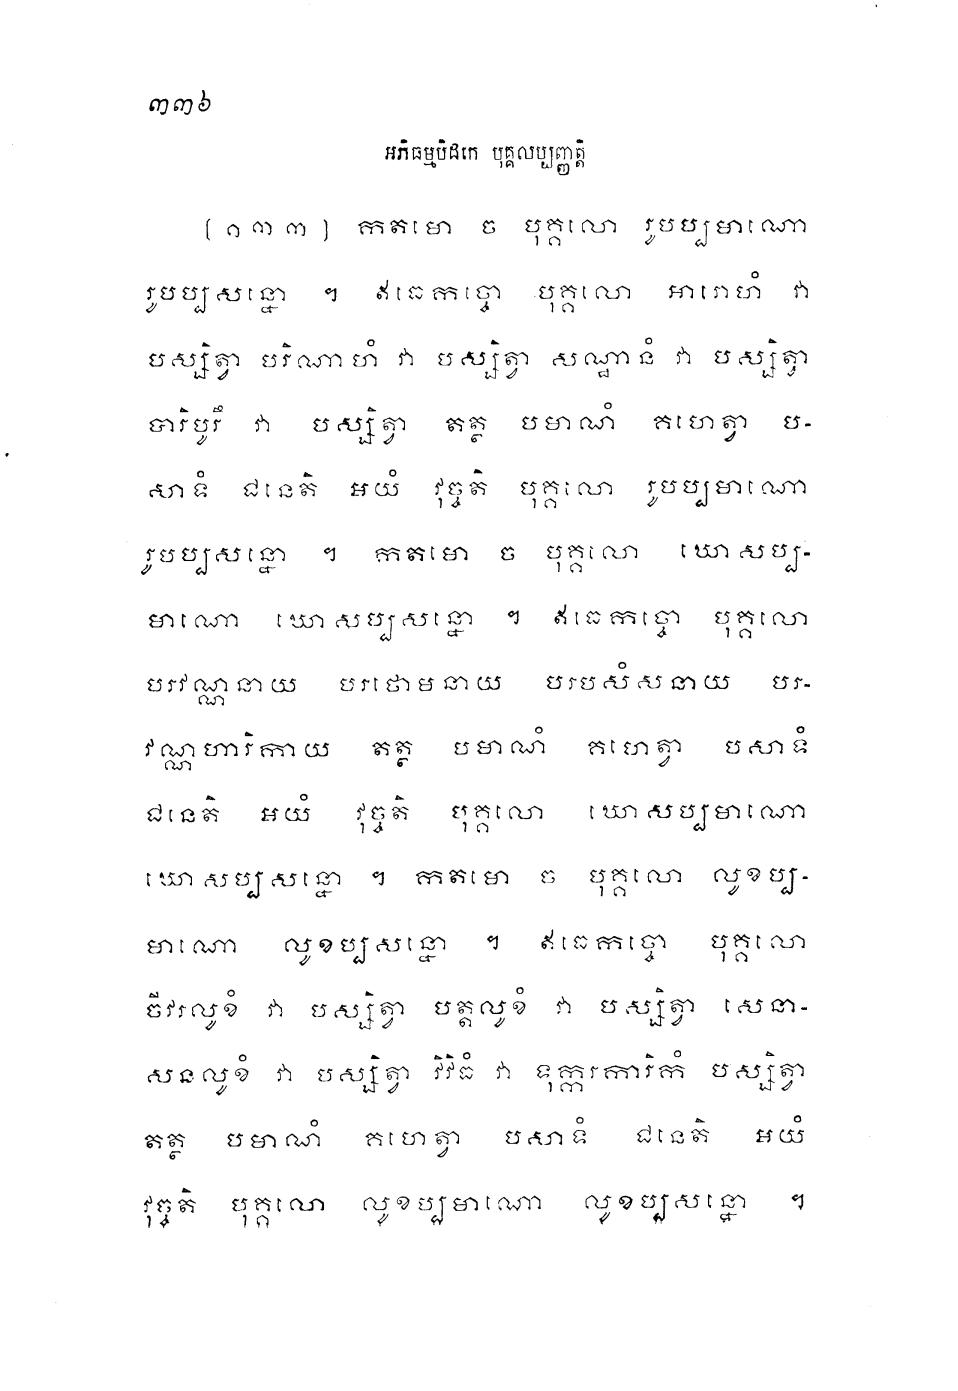 ៣៣៦
អភិធម្មបិដកេ បុគ្គលប្បញ្ញត្តិ
[១៣៣] កតមោ ច បុគ្គលោ រូបប្បមាណោ
រូបប្បសន្នោ ។ ឥធេកច្ចោ បុគ្គលោ អារោហំ វា
បស្សិត្វា បរិណាហំ វា បស្សិត្វា សណ្ឋានំ វា បស្សិត្វា
បារិបូរឹ វា បស្សិត្វា តត្ថ បមាណំ គហេត្វា ប-
សាទំ ជនេតិ អយំ វុច្ចតិ បុគ្គលោ រូបប្បមាណោ
រូបប្បសន្នោ ។ កតមោ ច បុគ្គលោ ឃោសប្ប-
មាណោ ឃោសប្បសន្នោ ។ ឥធេកច្ចោ បុគ្គលោ
បរវណ្ណនាយ បរថោមនាយ បរបសំសនាយ បរ-
វណ្ណហារិកាយ តត្ថ បមាណំ គហេត្វា បសាទំ
ជនេតិ អយំ វុច្ចតិ បុគ្គលោ ឃោសប្បមាណោ
ឃោសប្បសន្នោ ។ កតមោ ច បុគ្គលោ លូខប្ប-
មាណោ លូខប្បសន្នោ ។ ឥធេកច្ចោ បុគ្គលោ
ចីវរលូខំ វា បស្សិត្វា បត្តលូខំ វា បស្សិត្វា សេនា-
សនលូខំ វា បស្សិត្វា វិវិធំ វា ទុក្ករការិកំ បស្សិត្វា
តត្ថ បមាណំ គហេត្វា បសាទំ ជនេតិ អយំ
វុច្ចតិ បុគ្គលោ លូខប្បមាណោ លូខប្បសន្នោ ។